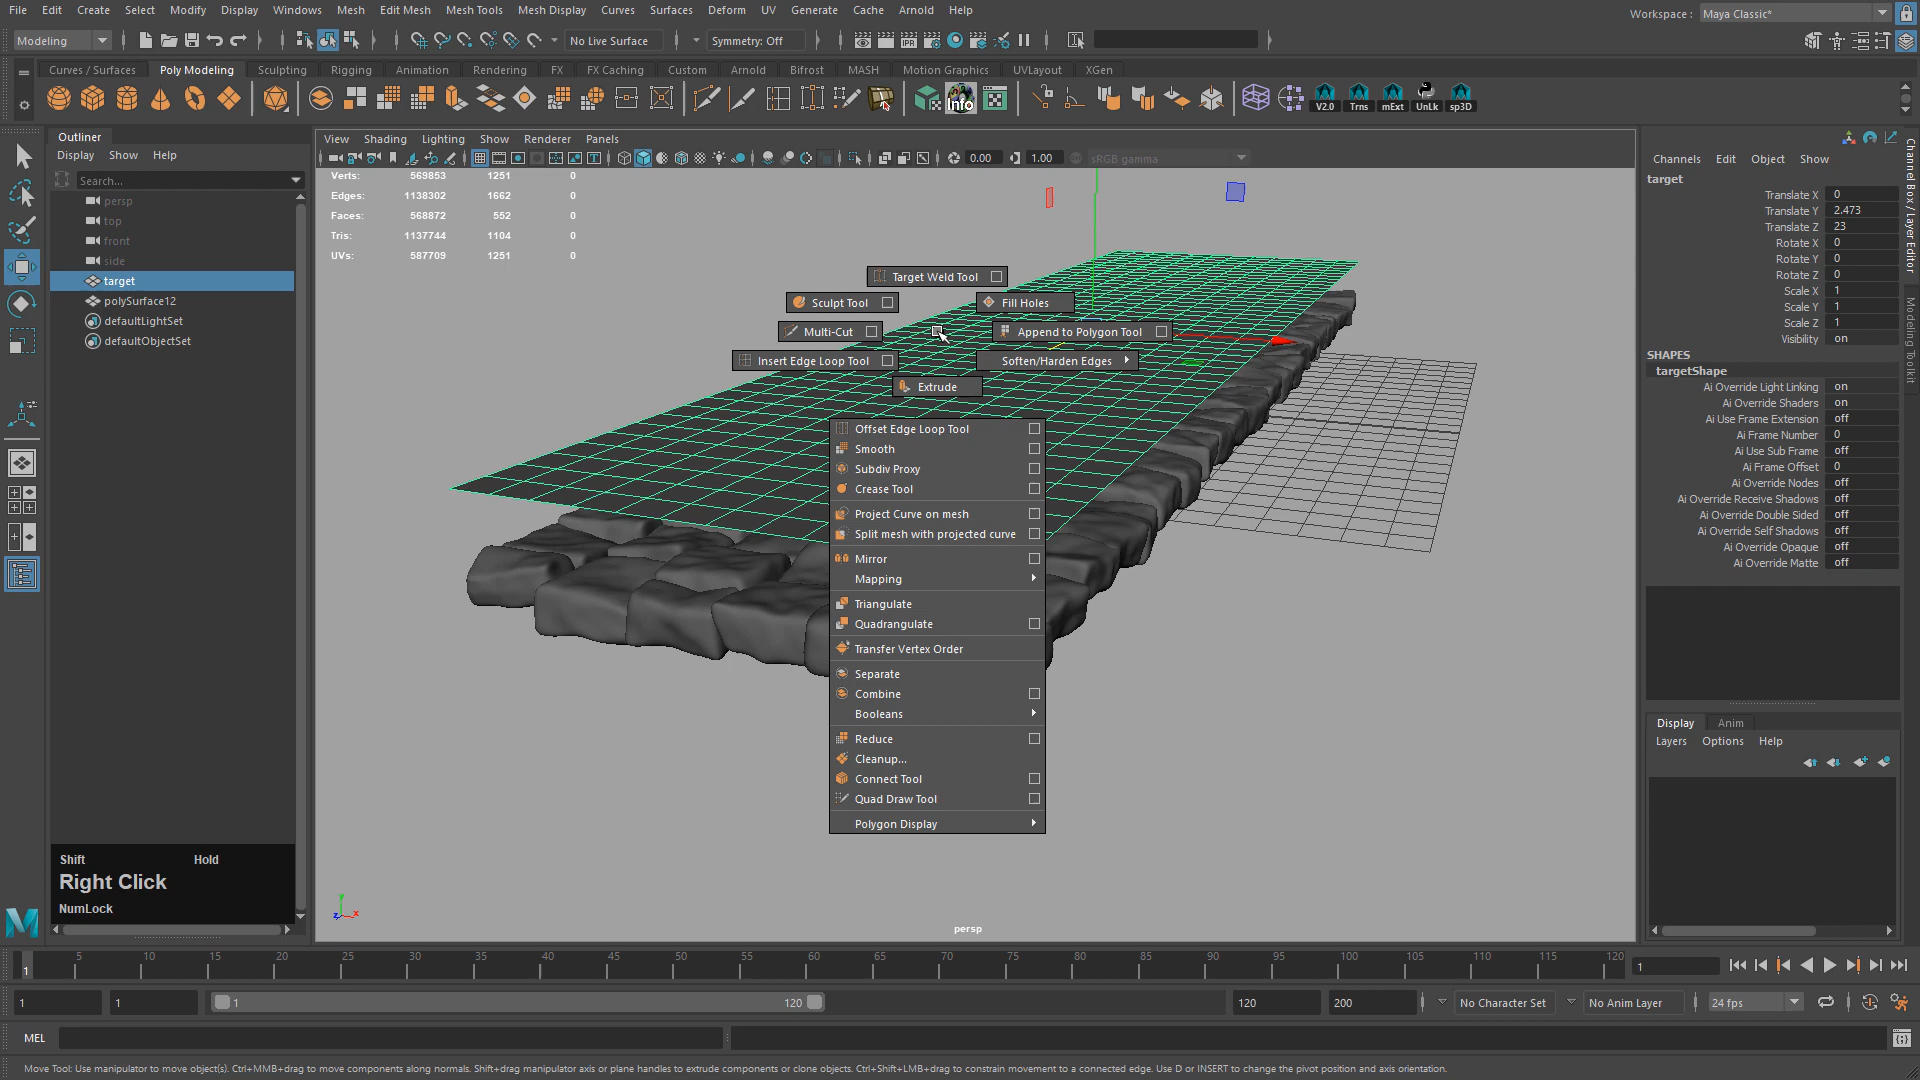 File Edit Create Select Modify Display Windows Mesh Edit Mesh Mesh Tools Mesh Display Curves Surfaces Deform UV Generate Cache Arnold Help
Workspace : Maya Classic*
Modeling No Live Surface Symmetry: Off
Curves / Surfaces Poly Modeling Sculpting Rigging Animation Rendering FX FX Caching Custom Arnold Bifrost MASH Motion Graphics UVLayout XGen
Info V2.0 Trns mExt UnLk sp3D
Outliner
Display Show Help
Search...
persp
top
front
side
target
polySurface12
defaultLightSet
defaultObjectSet
Shift Hold
Right Click
NumLock
View Shading Lighting Show Renderer Panels
0.00 1.00 sRGB gamma
Verts: 569853 1251 0
Edges: 1138302 1662 0
Faces: 568872 552 0
Tris: 1137744 1104 0
UVs: 587709 1251 0
Target Weld Tool
Sculpt Tool Fill Holes
Multi-Cut Append to Polygon Tool
Insert Edge Loop Tool Soften/Harden Edges
Extrude
Offset Edge Loop Tool
Smooth
Subdiv Proxy
Crease Tool
Project Curve on mesh
Split mesh with projected curve
Mirror
Mapping
Triangulate
Quadrangulate
Transfer Vertex Order
Separate
Combine
Booleans
Reduce
Cleanup...
Connect Tool
Quad Draw Tool
Polygon Display
y
z x
persp
Channels Edit Object Show
target
Translate X 0
Translate Y 2.473
Translate Z 23
Rotate X 0
Rotate Y 0
Rotate Z 0
Scale X 1
Scale Y 1
Scale Z 1
Visibility on
SHAPES
targetShape
Ai Override Light Linking on
Ai Override Shaders on
Ai Use Frame Extension off
Ai Frame Number 0
Ai Use Sub Frame off
Ai Frame Offset 0
Ai Override Nodes off
Ai Override Receive Shadows off
Ai Override Double Sided off
Ai Override Self Shadows off
Ai Override Opaque off
Ai Override Matte off
Display Anim
Layers Options Help
Channel Box / Layer Editor
Modeling Toolkit
1 5 10 15 20 25 30 35 40 45 50 55 60 65 70 75 80 85 90 95 100 105 110 115 120 1
1 1 1 120 120 200 No Character Set No Anim Layer 24 fps
MEL
Move Tool: Use manipulator to move object(s). Ctrl+MMB+drag to move components along normals. Shift+drag manipulator axis or plane handles to extrude components or clone objects. Ctrl+Shift+LMB+drag to constrain movement to a connected edge. Use D or INSERT to change the pivot position and axis orientation.